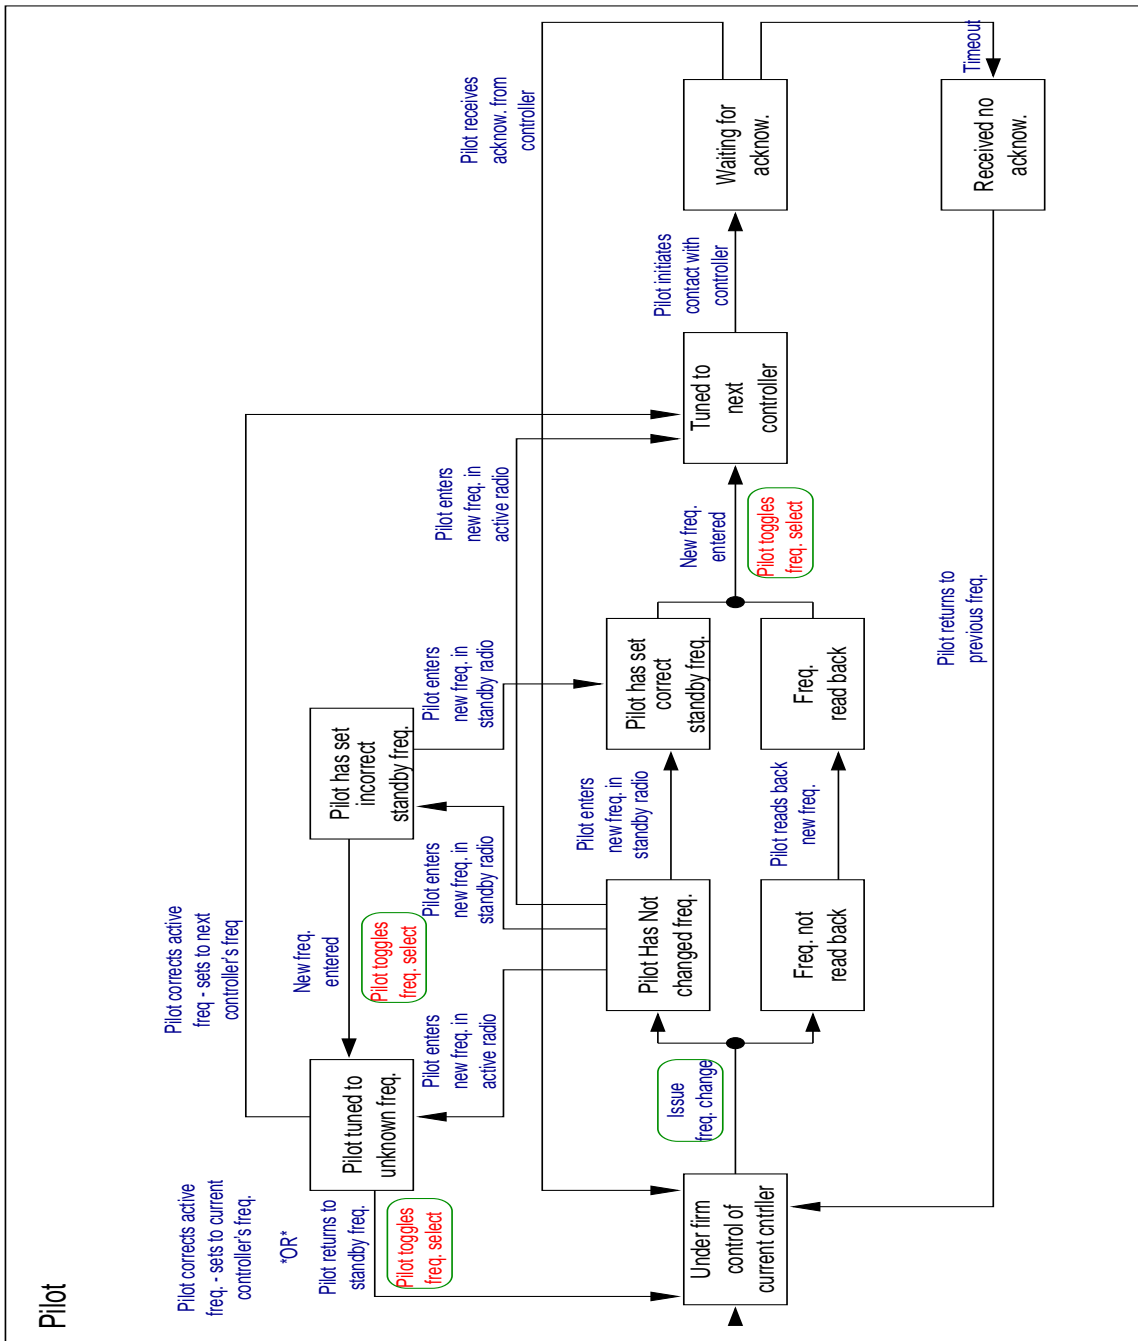 Pilot
Pilot corrects active
freq. - sets to current
controller's freq.
*OR*
Pilot returns to
standby freq.
Pilot toggles
freq. select
Pilot corrects active
freq - sets to next
controller's freq
Pilot tuned to
unknown freq.
New freq.
entered
Pilot toggles
freq. select
Pilot has set
incorrect
standby freq.
Pilot enters
new freq. in
active radio
Pilot enters
new freq. in
standby radio
Pilot enters
new freq. in
standby radio
Pilot enters
new freq. in
active radio
Pilot receives
acknow. from
controller
Under firm
control of
current cntrller
Issue
freq. change
Pilot Has Not
changed freq.
Pilot enters
new freq. in
standby radio
Pilot has set
correct
standby freq.
Freq. not
read back
Pilot reads back
new freq.
Freq.
read back
New freq.
entered
Pilot toggles
freq. select
Tuned to
next
controller
Pilot initiates
contact with
controller
Waiting for
acknow.
Timeout
Received no
acknow.
Pilot returns to
previous freq.